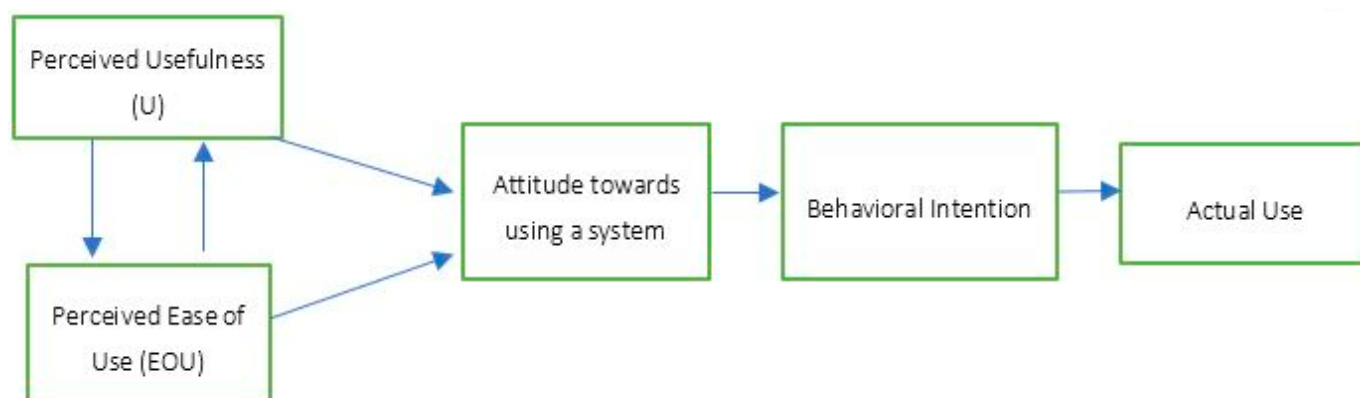 Perceived Usefulness
(U)
Attitude towards
using a system
Behavioral Intention
Actual Use
Perceived Ease of
Use (EOU)